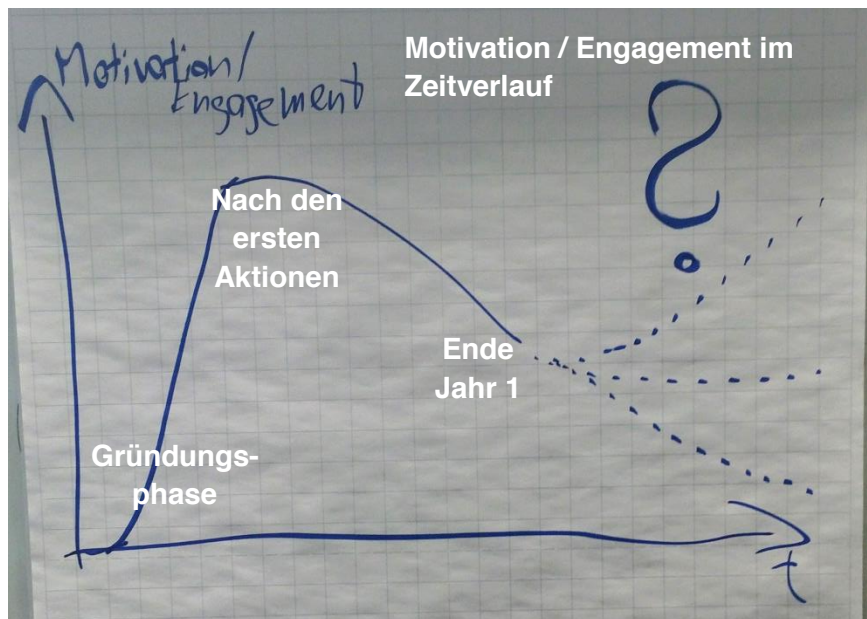 Motivation/
Engagement
Motivation / Engagement im
Zeitverlauf
?
Nach den
ersten
Aktionen
Ende
Jahr 1
Gründungs-
phase
t